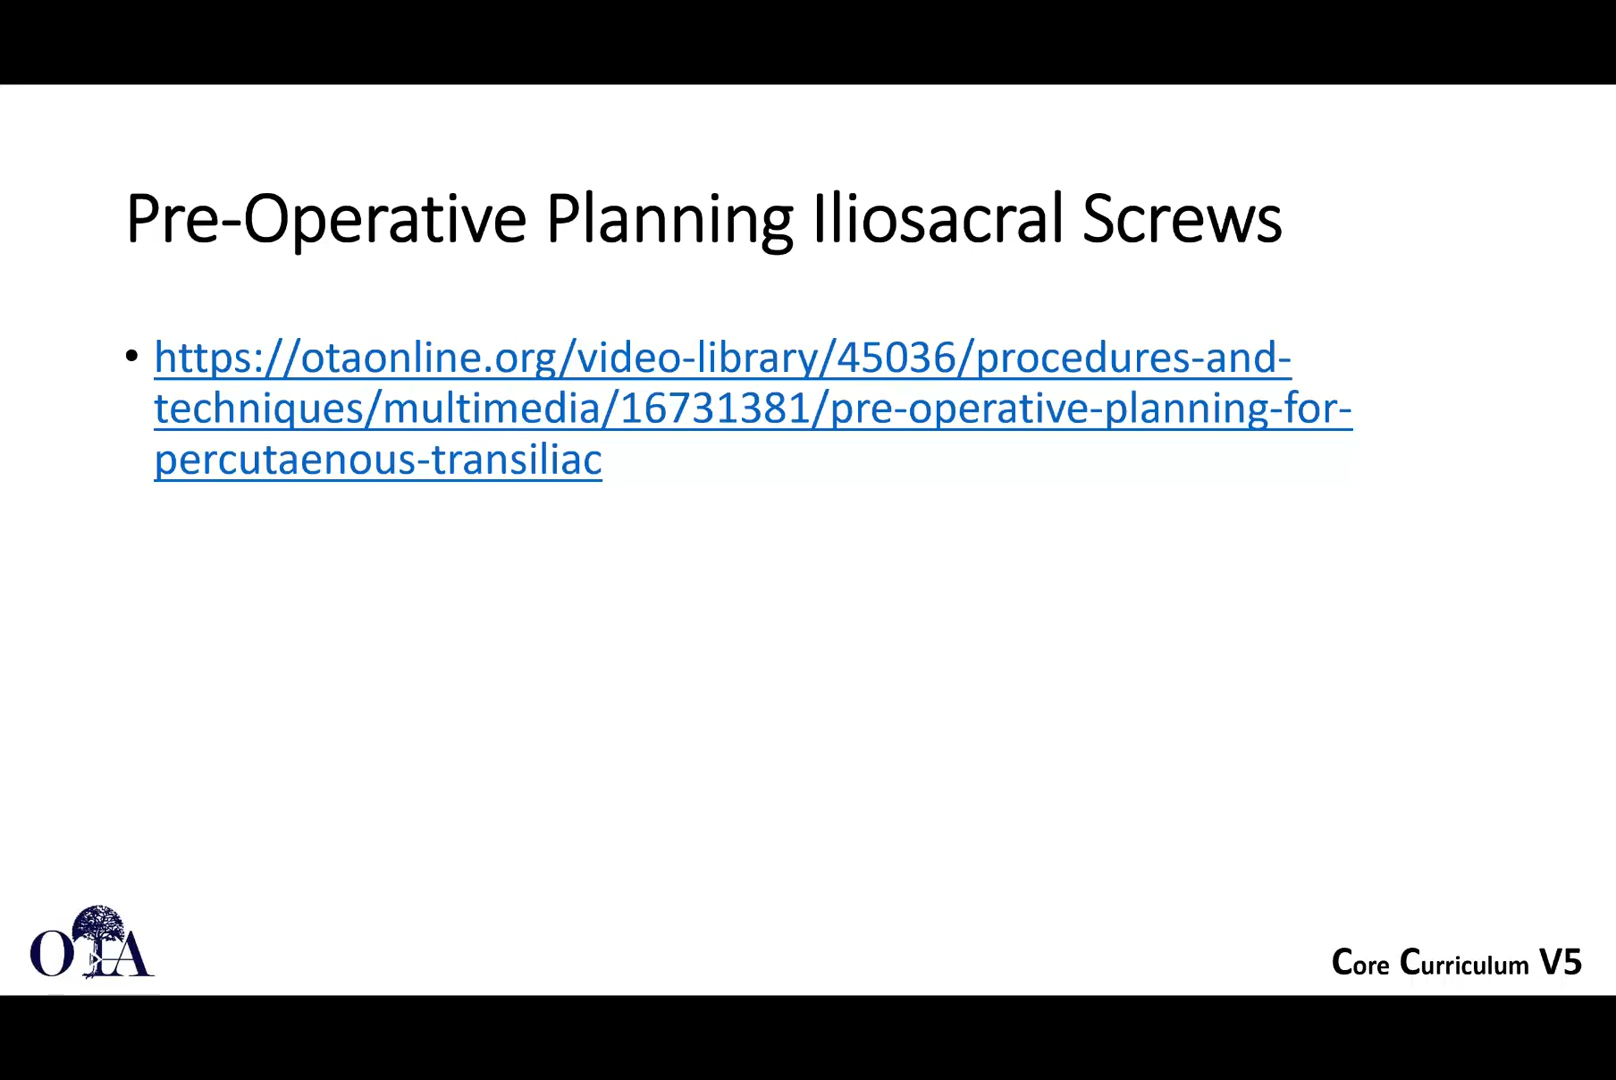 Pre-Operative Planning Iliosacral Screws
• https://otaonline.org/video-library/45036/procedures-and-
techniques/multimedia/16731381/pre-operative-planning-for-
percutaenous-transiliac
OTA
Core Curriculum V5